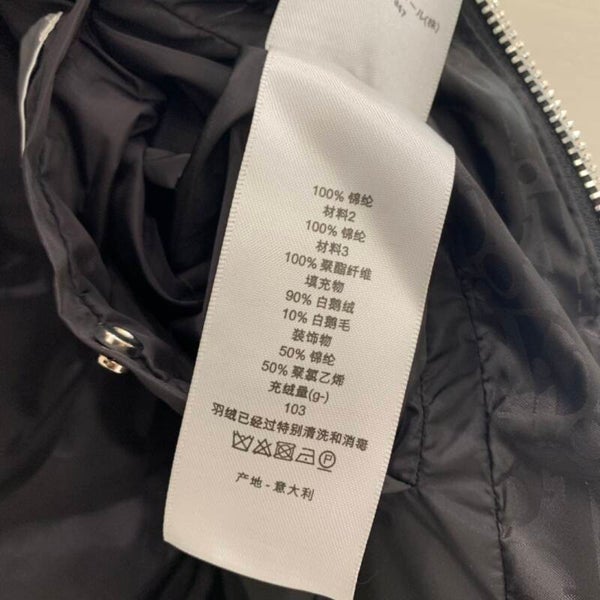 ール(株)
100% 锦纶
材料2
100% 锦纶
材料3
100% 聚酯纤维
填充物
90% 白鹅绒
10% 白鹅毛
装饰物
50% 锦纶
50% 聚氯乙烯
充绒量(g-)
103
羽绒已经过特别清洗和消毒
P
产地 - 意大利